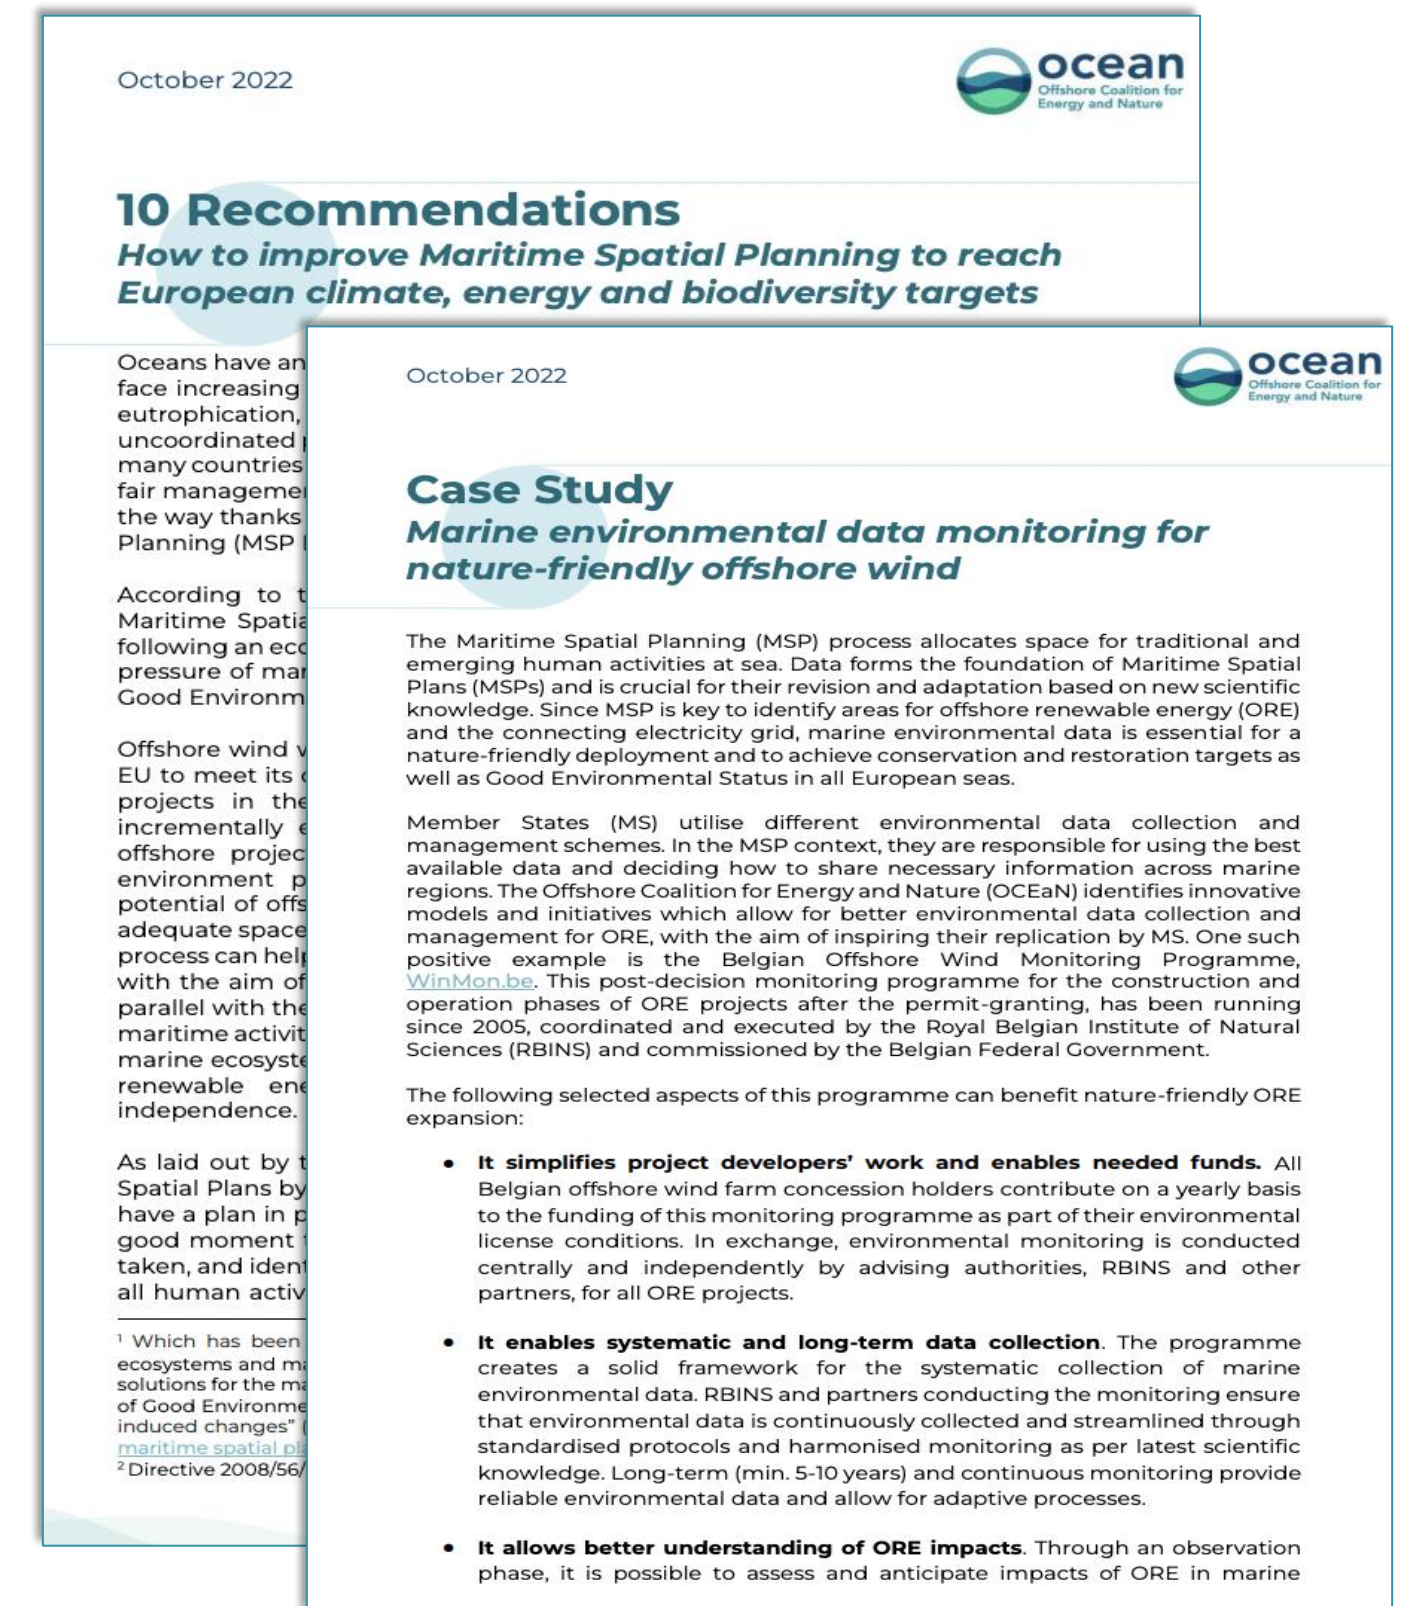 October 2022
ocean
Offshore Coalition for
Energy and Nature
10 Recommendations
How to improve Maritime Spatial Planning to reach
European climate, energy and biodiversity targets
Oceans have an
face increasing
eutrophication,
uncoordinated
many countries
fair manageme
the way thanks
Planning (MSP
According to t
Maritime Spatia
following an eco
pressure of mar
Good Environm
Offshore wind w
EU to meet its
projects in the
incrementally e
offshore projec
environment p
potential of offs
adequate space
process can help
with the aim of
parallel with the
maritime activit
marine ecosyste
renewable ene
independence.
As laid out by t
Spatial Plans by
have a plan in p
good moment
taken, and ident
all human activ
1 Which has been
ecosystems and ma
solutions for the ma
of Good Environme
induced changes” (
maritime spatial pla
2 Directive 2008/56/
October 2022
ocean
Offshore Coalition for
Energy and Nature
Case Study
Marine environmental data monitoring for
nature-friendly offshore wind
The Maritime Spatial Planning (MSP) process allocates space for traditional and
emerging human activities at sea. Data forms the foundation of Maritime Spatial
Plans (MSPs) and is crucial for their revision and adaptation based on new scientific
knowledge. Since MSP is key to identify areas for offshore renewable energy (ORE)
and the connecting electricity grid, marine environmental data is essential for a
nature-friendly deployment and to achieve conservation and restoration targets as
well as Good Environmental Status in all European seas.
Member States (MS) utilise different environmental data collection and
management schemes. In the MSP context, they are responsible for using the best
available data and deciding how to share necessary information across marine
regions. The Offshore Coalition for Energy and Nature (OCEaN) identifies innovative
models and initiatives which allow for better environmental data collection and
management for ORE, with the aim of inspiring their replication by MS. One such
positive example is the Belgian Offshore Wind Monitoring Programme,
WinMon.be. This post-decision monitoring programme for the construction and
operation phases of ORE projects after the permit-granting, has been running
since 2005, coordinated and executed by the Royal Belgian Institute of Natural
Sciences (RBINS) and commissioned by the Belgian Federal Government.
The following selected aspects of this programme can benefit nature-friendly ORE
expansion:
• It simplifies project developers’ work and enables needed funds. All
Belgian offshore wind farm concession holders contribute on a yearly basis
to the funding of this monitoring programme as part of their environmental
license conditions. In exchange, environmental monitoring is conducted
centrally and independently by advising authorities, RBINS and other
partners, for all ORE projects.
• It enables systematic and long-term data collection. The programme
creates a solid framework for the systematic collection of marine
environmental data. RBINS and partners conducting the monitoring ensure
that environmental data is continuously collected and streamlined through
standardised protocols and harmonised monitoring as per latest scientific
knowledge. Long-term (min. 5-10 years) and continuous monitoring provide
reliable environmental data and allow for adaptive processes.
• It allows better understanding of ORE impacts. Through an observation
phase, it is possible to assess and anticipate impacts of ORE in marine